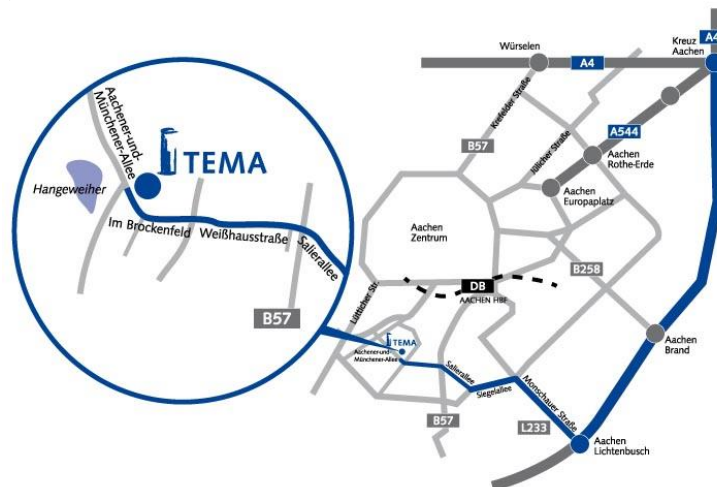 Aachener-und-
Münchener-Allee
TEMA
Hangeweiher
Im Brockenfeld
Weißhausstraße
Salierallee
B57
Würselen
A4
Kreuz
Aachen
A4
Krefelder Straße
B57
Jülicher Straße
A544
Aachen
Rothe-Erde
Aachen
Europaplatz
Aachen
Zentrum
DB
AACHEN HBF
B258
Lütticher Str.
TEMA
Aachener-und-
Münchener-Allee
Salierallee
Siegelallee
Monschauer Straße
B57
L233
Aachen
Brand
Aachen
Lichtenbusch